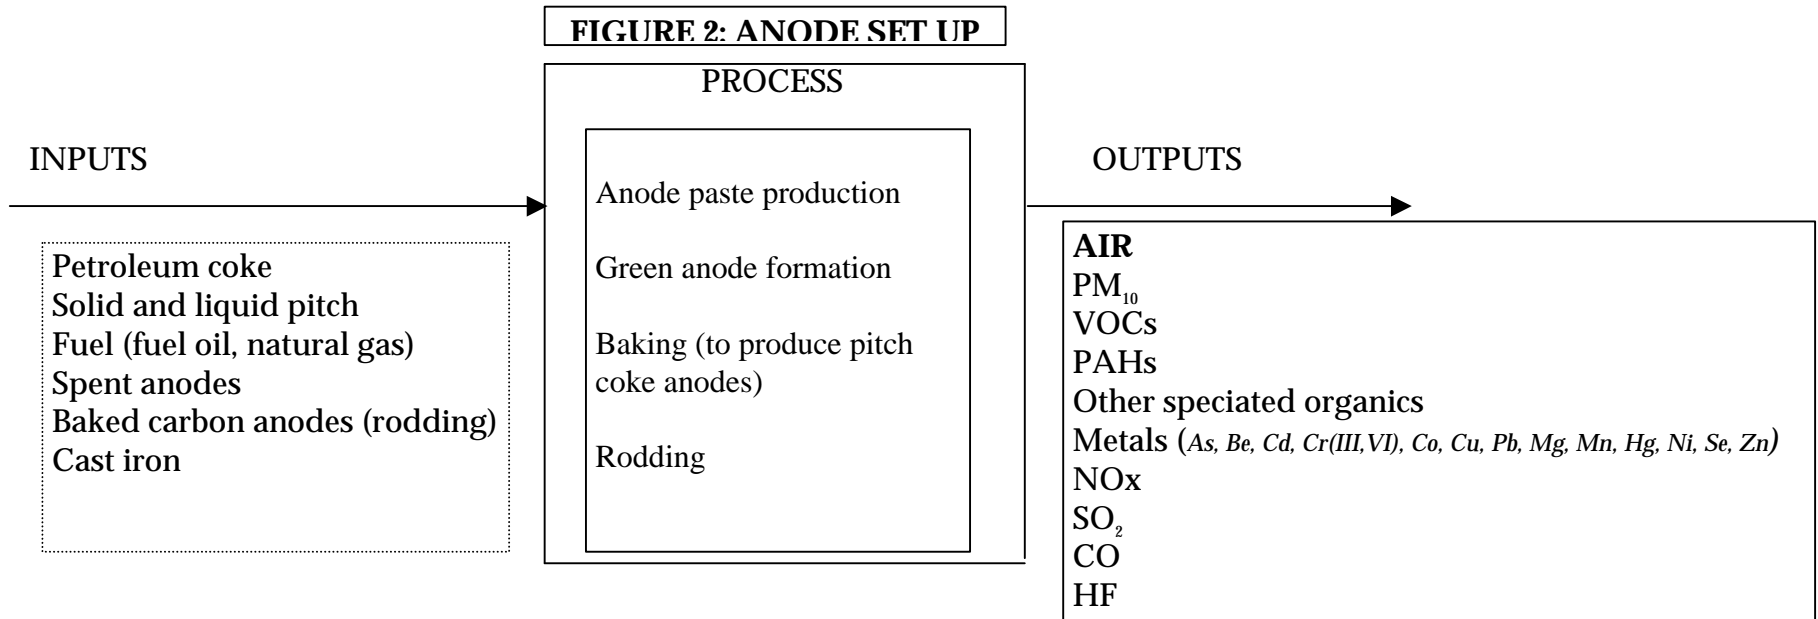 FIGURE 2: ANODE SET UP
PROCESS
INPUTS
Petroleum coke
Solid and liquid pitch
Fuel (fuel oil, natural gas)
Spent anodes
Baked carbon anodes (rodding)
Cast iron
Anode paste production
Green anode formation
Baking (to produce pitch
coke anodes)
Rodding
OUTPUTS
AIR
PM₁₀
VOCs
PAHs
Other speciated organics
Metals (As, Be, Cd, Cr(III,VI), Co, Cu, Pb, Mg, Mn, Hg, Ni, Se, Zn)
NOx
SO₂
CO
HF